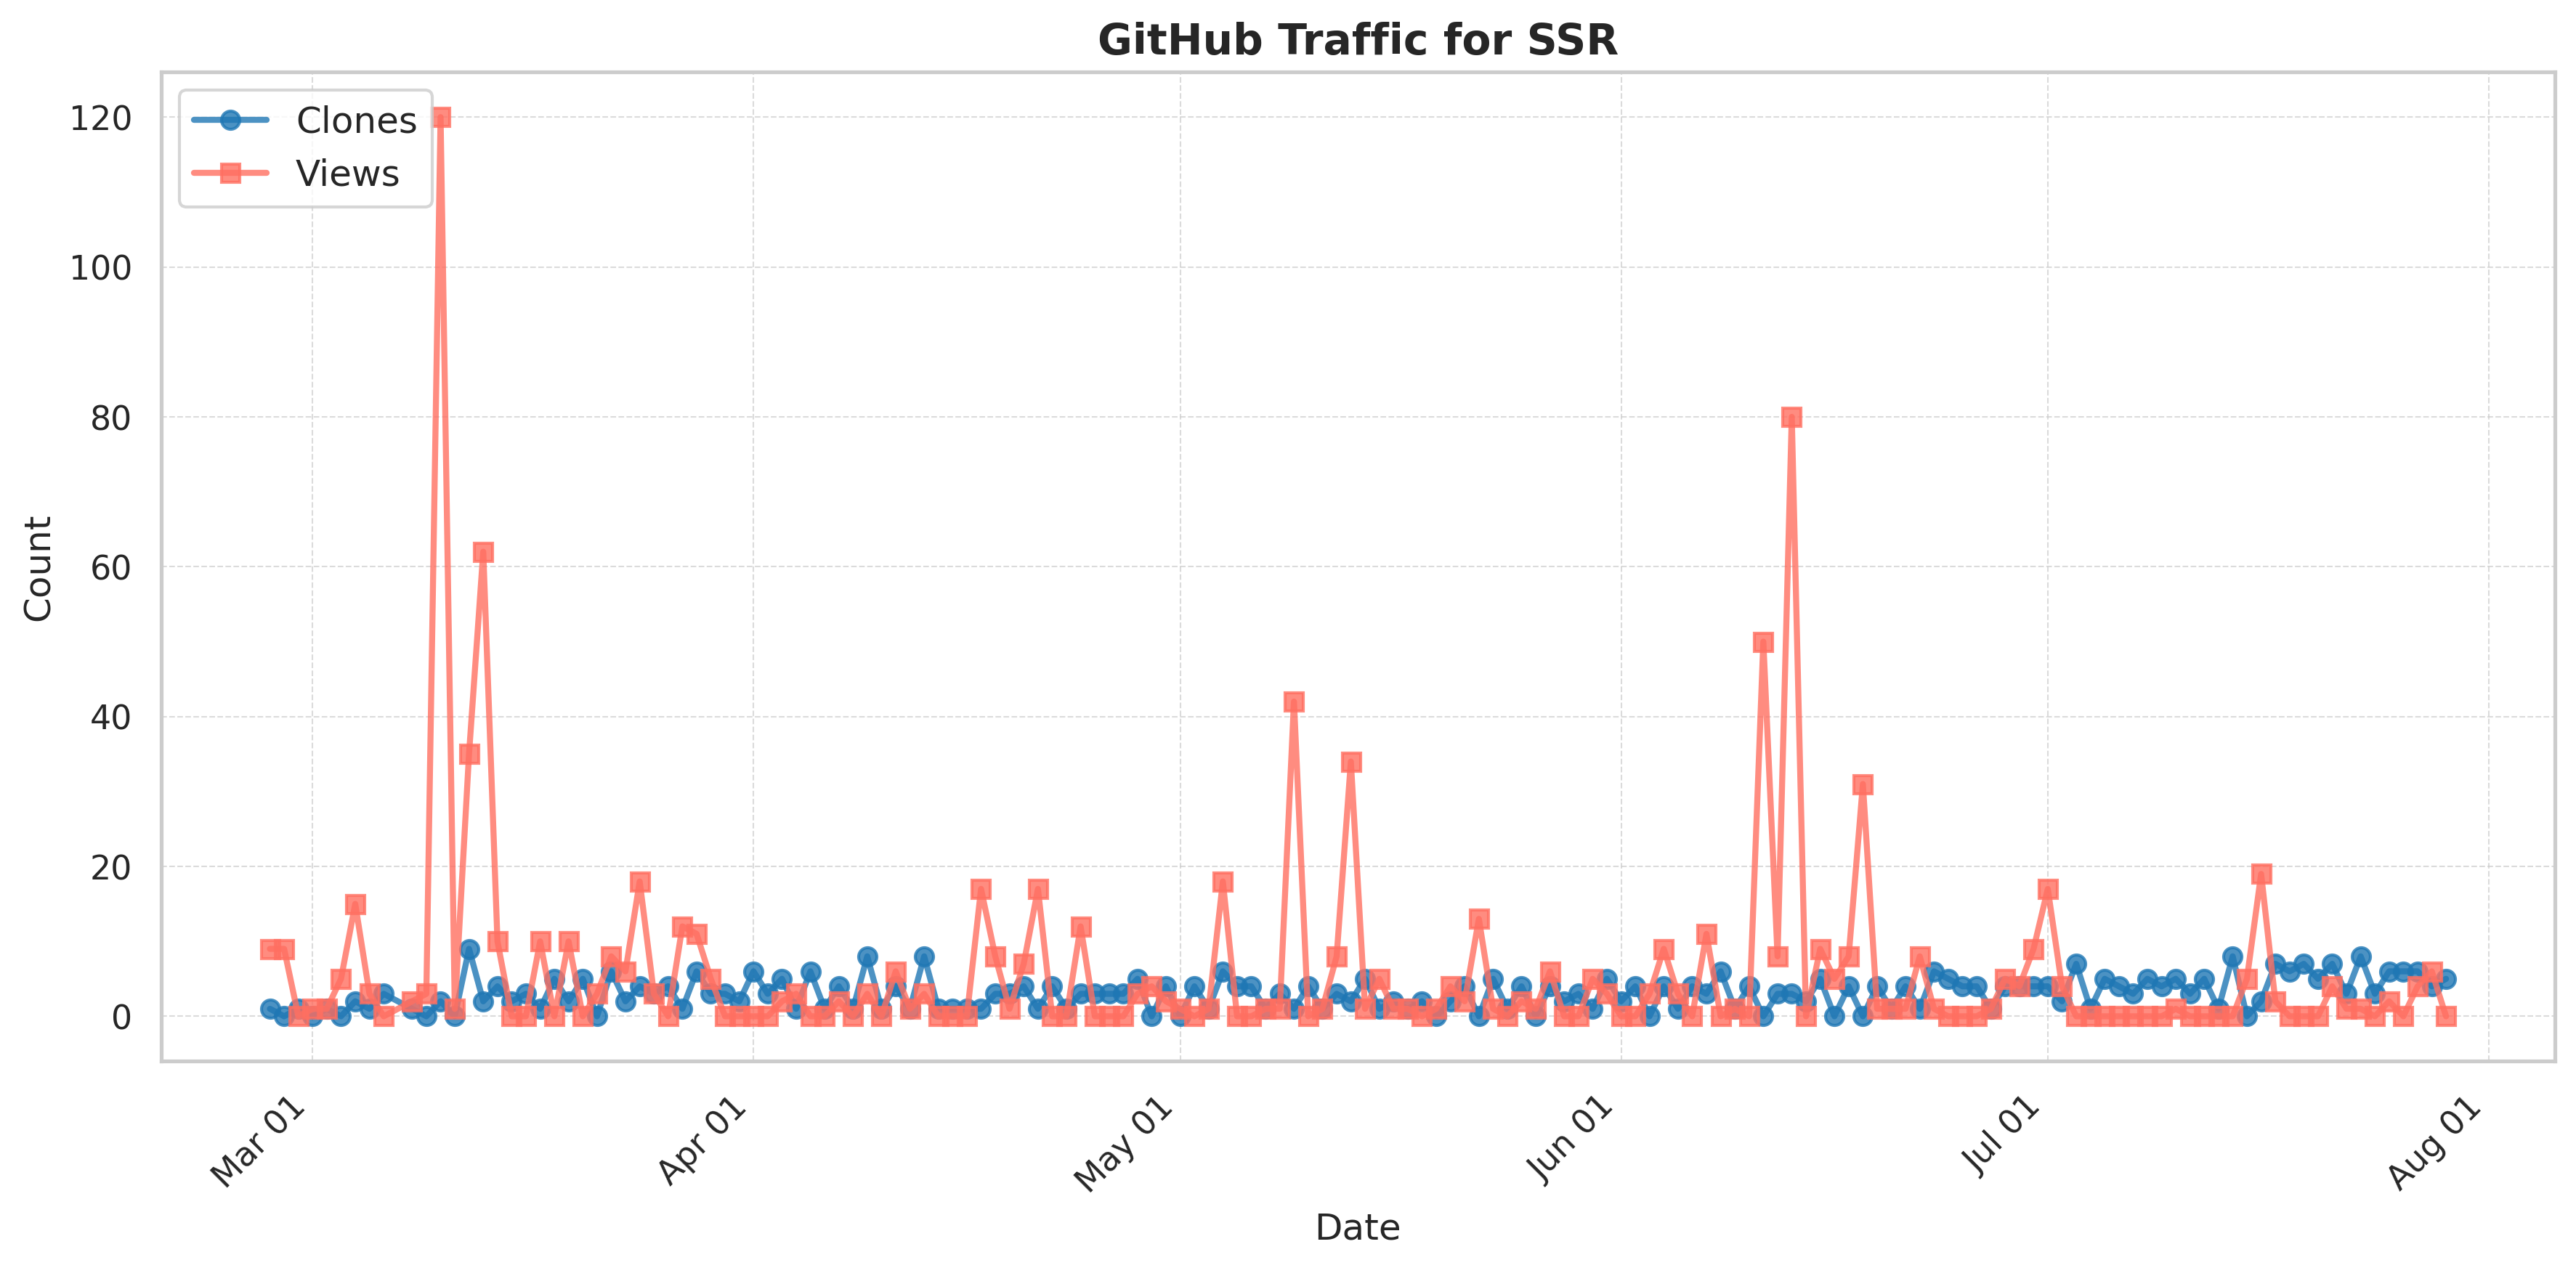 GitHub Traffic for SSR
Clones
Views
120
100
80
60
40
20
0
Count
Mar 01
Apr 01
May 01
Jun 01
Jul 01
Aug 01
Date